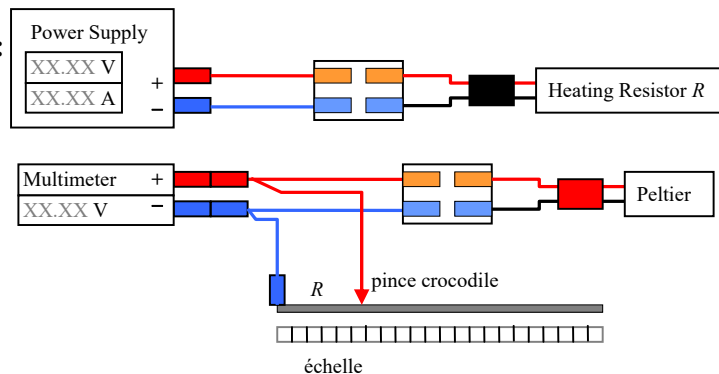 :
Power Supply
XX.XX V
+
XX.XX A
−
Heating Resistor R
Multimeter +
XX.XX V −
Peltier
R
pince crocodile
échelle